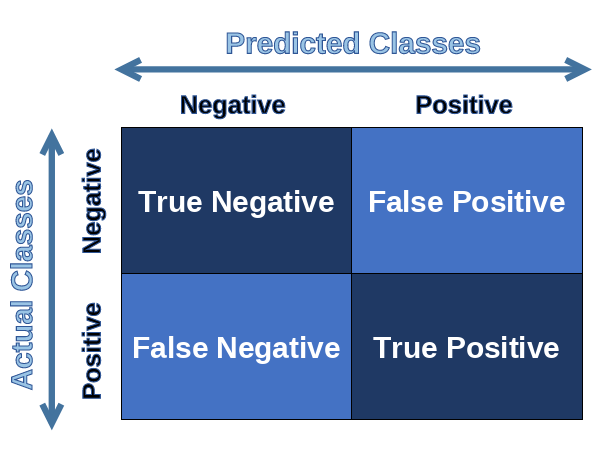 Predicted Classes
Negative
Positive
Actual Classes
Negative
True Negative
False Positive
Positive
False Negative
True Positive